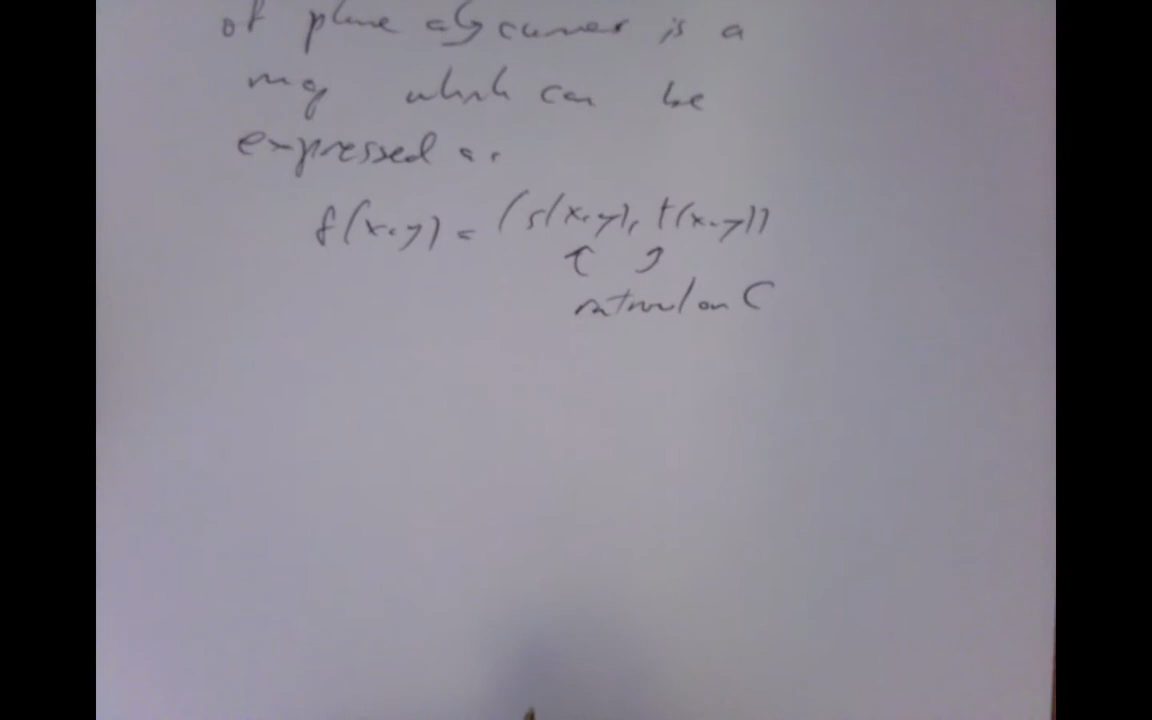 of plane alg curves is a
map which can be
expressed as
f(x,y) = (s(x,y), t(x,y))
rational on C